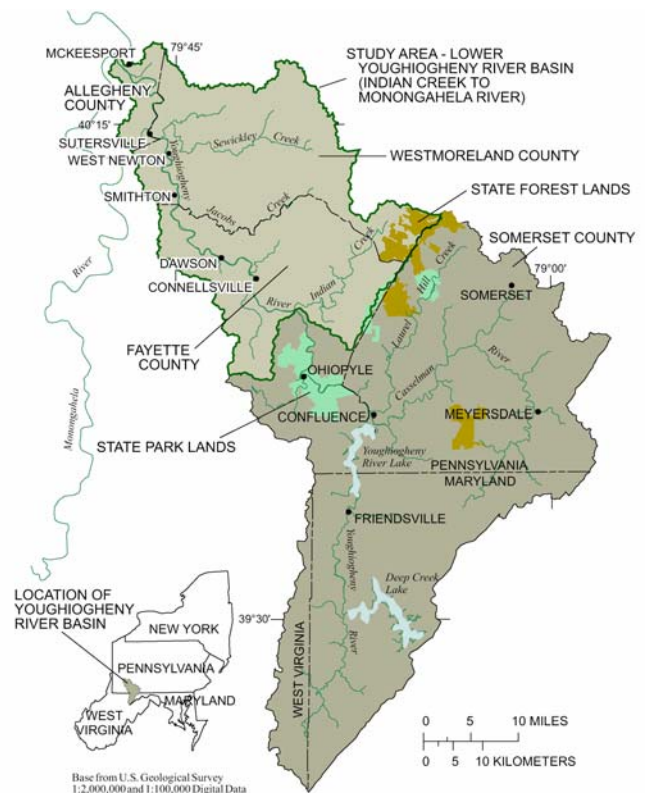 79°45'
MCKEESPORT
ALLEGHENY
COUNTY
40°15'
SUTERSVILLE
WEST NEWTON
SMITHTON
STUDY AREA - LOWER
YOUGHIOGHENY RIVER BASIN
(INDIAN CREEK TO
MONONGAHELA RIVER)
Sewickley Creek
Youghiogheny
WESTMORELAND COUNTY
STATE FOREST LANDS
Jacobs Creek
River
SOMERSET COUNTY
79°00'
DAWSON
CONNELLSVILLE
River
Indian Creek
Laurel Hill Creek
SOMERSET
FAYETTE
COUNTY
OHIOPYLE
Casselman River
CONFLUENCE
MEYERSDALE
STATE PARK LANDS
Monongahela
Youghiogheny
River Lake
PENNSYLVANIA
MARYLAND
FRIENDSVILLE
Youghiogheny River
Deep Creek
Lake
39°30'
WEST VIRGINIA
LOCATION OF
YOUGHIOGHENY
RIVER BASIN
NEW YORK
PENNSYLVANIA
MARYLAND
WEST
VIRGINIA
0 5 10 MILES
0 5 10 KILOMETERS
Base from U.S. Geological Survey
1:2,000,000 and 1:100,000 Digital Data